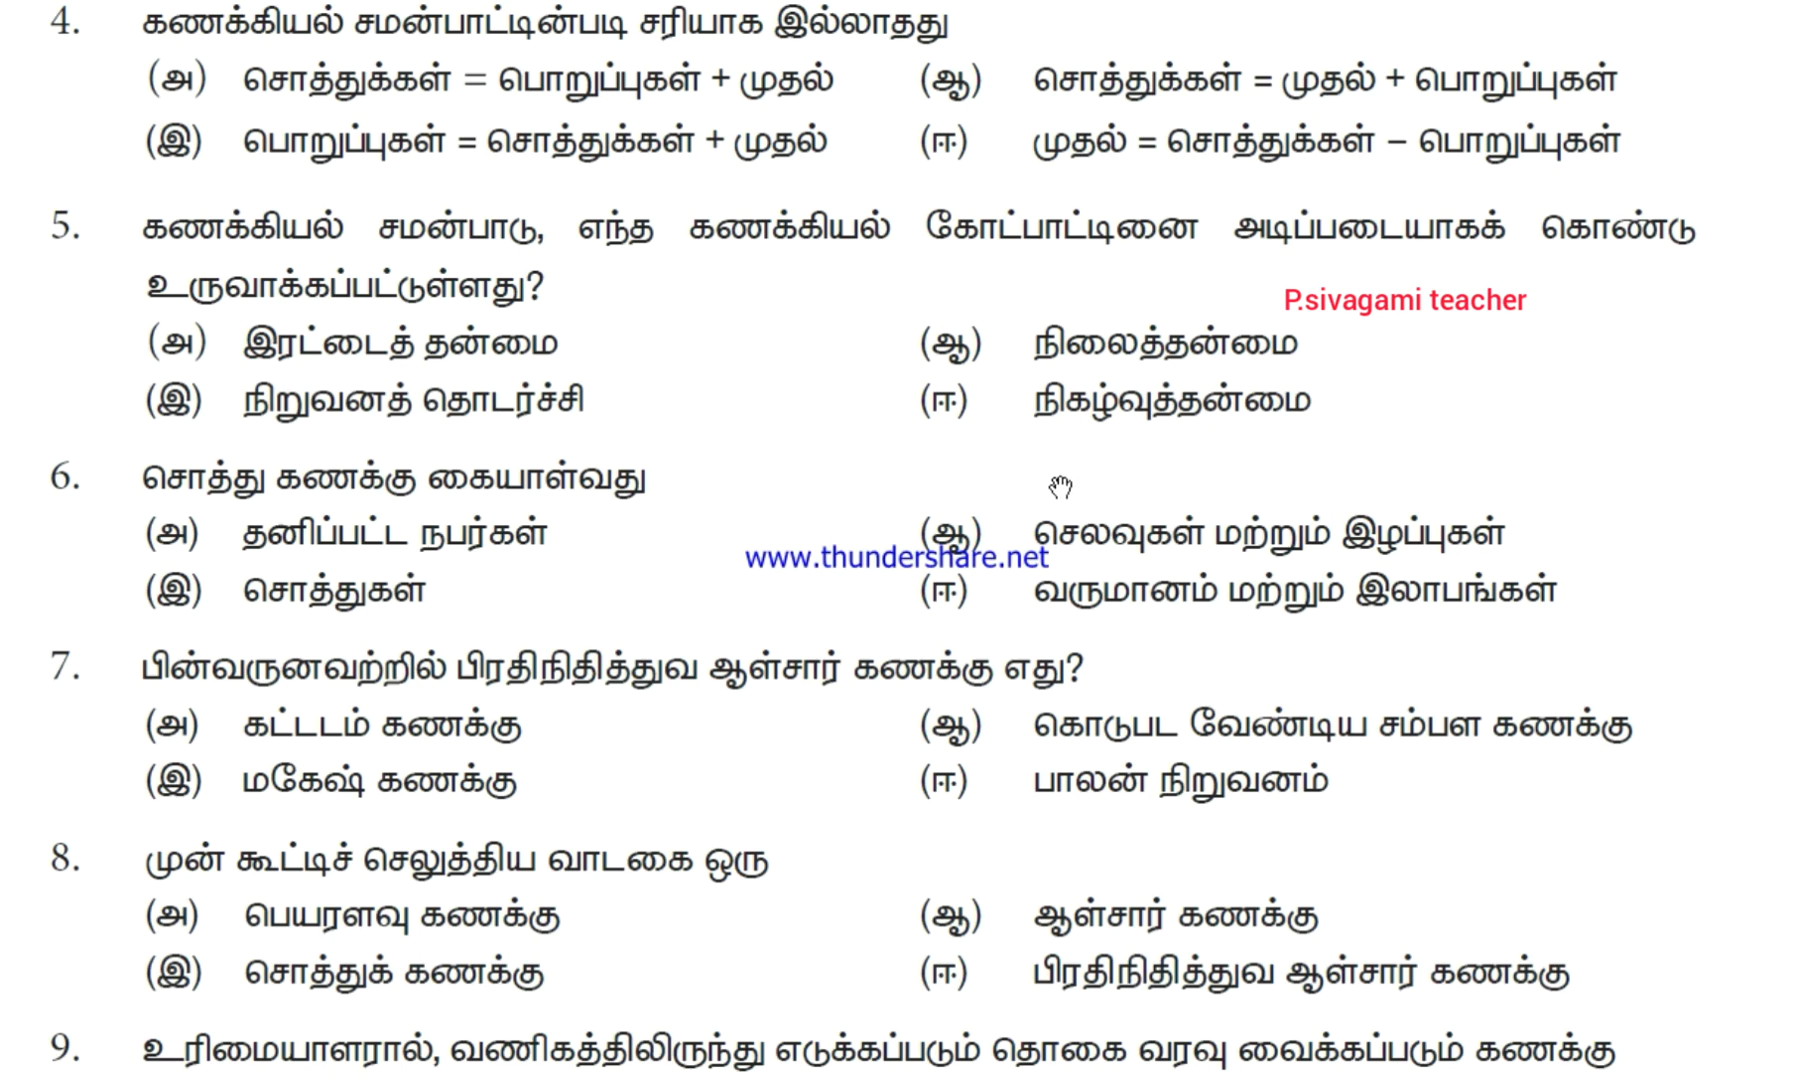 4. கணக்கியல் சமன்பாட்டின்படி சரியாக இல்லாதது
(அ) சொத்துக்கள் = பொறுப்புகள் + முதல் (ஆ) சொத்துக்கள் = முதல் + பொறுப்புகள்
(இ) பொறுப்புகள் = சொத்துக்கள் + முதல் (ஈ) முதல் = சொத்துக்கள் – பொறுப்புகள்
5. கணக்கியல் சமன்பாடு, எந்த கணக்கியல் கோட்பாட்டினை அடிப்படையாகக் கொண்டு
உருவாக்கப்பட்டுள்ளது?
P.sivagami teacher
(அ) இரட்டைத் தன்மை (ஆ) நிலைத்தன்மை
(இ) நிறுவனத் தொடர்ச்சி (ஈ) நிகழ்வுத்தன்மை
6. சொத்து கணக்கு கையாள்வது
(அ) தனிப்பட்ட நபர்கள் (ஆ) செலவுகள் மற்றும் இழப்புகள்
www.thundershare.net
(இ) சொத்துகள் (ஈ) வருமானம் மற்றும் இலாபங்கள்
7. பின்வருனவற்றில் பிரதிநிதித்துவ ஆள்சார் கணக்கு எது?
(அ) கட்டடம் கணக்கு (ஆ) கொடுபட வேண்டிய சம்பள கணக்கு
(இ) மகேஷ் கணக்கு (ஈ) பாலன் நிறுவனம்
8. முன் கூட்டிச் செலுத்திய வாடகை ஒரு
(அ) பெயரளவு கணக்கு (ஆ) ஆள்சார் கணக்கு
(இ) சொத்துக் கணக்கு (ஈ) பிரதிநிதித்துவ ஆள்சார் கணக்கு
9. உரிமையாளரால், வணிகத்திலிருந்து எடுக்கப்படும் தொகை வரவு வைக்கப்படும் கணக்கு